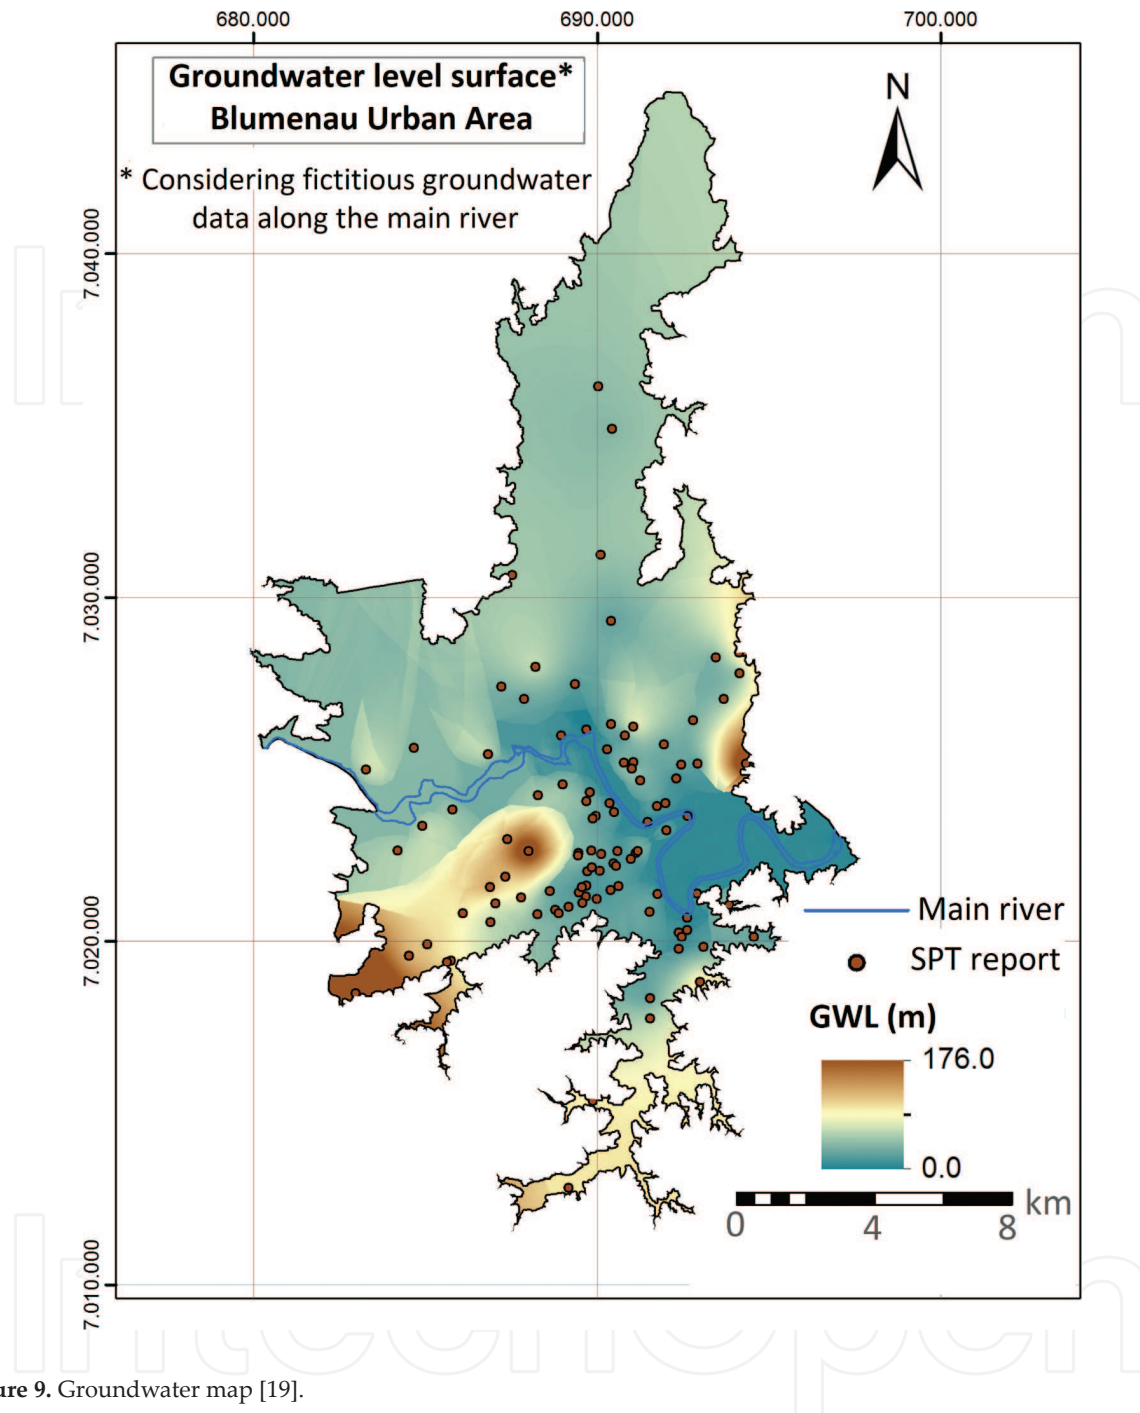 680.000 690.000 700.000
Groundwater level surface*
Blumenau Urban Area
* Considering fictitious groundwater
data along the main river
N
7.040.000
7.030.000
7.020.000
7.010.000
Main river
SPT report
GWL (m)
176.0
0.0
km
0 4 8
ure 9. Groundwater map [19].